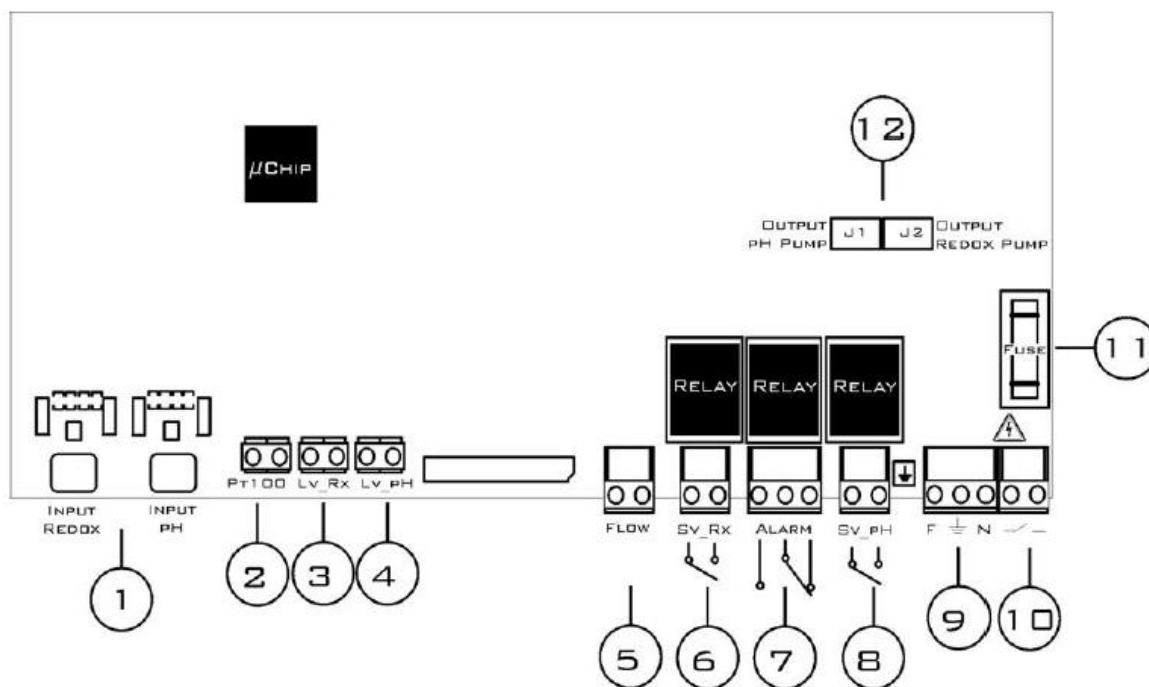 12
µChip
Output
pH Pump
J1
J2
Output
Redox Pump
Fuse
11
Relay
Relay
Relay
Pt100
Lv_Rx
Lv_pH
Input
Redox
Input
pH
Flow
Sv_Rx
Alarm
Sv_pH
F
N
1
2
3
4
5
6
7
8
9
10